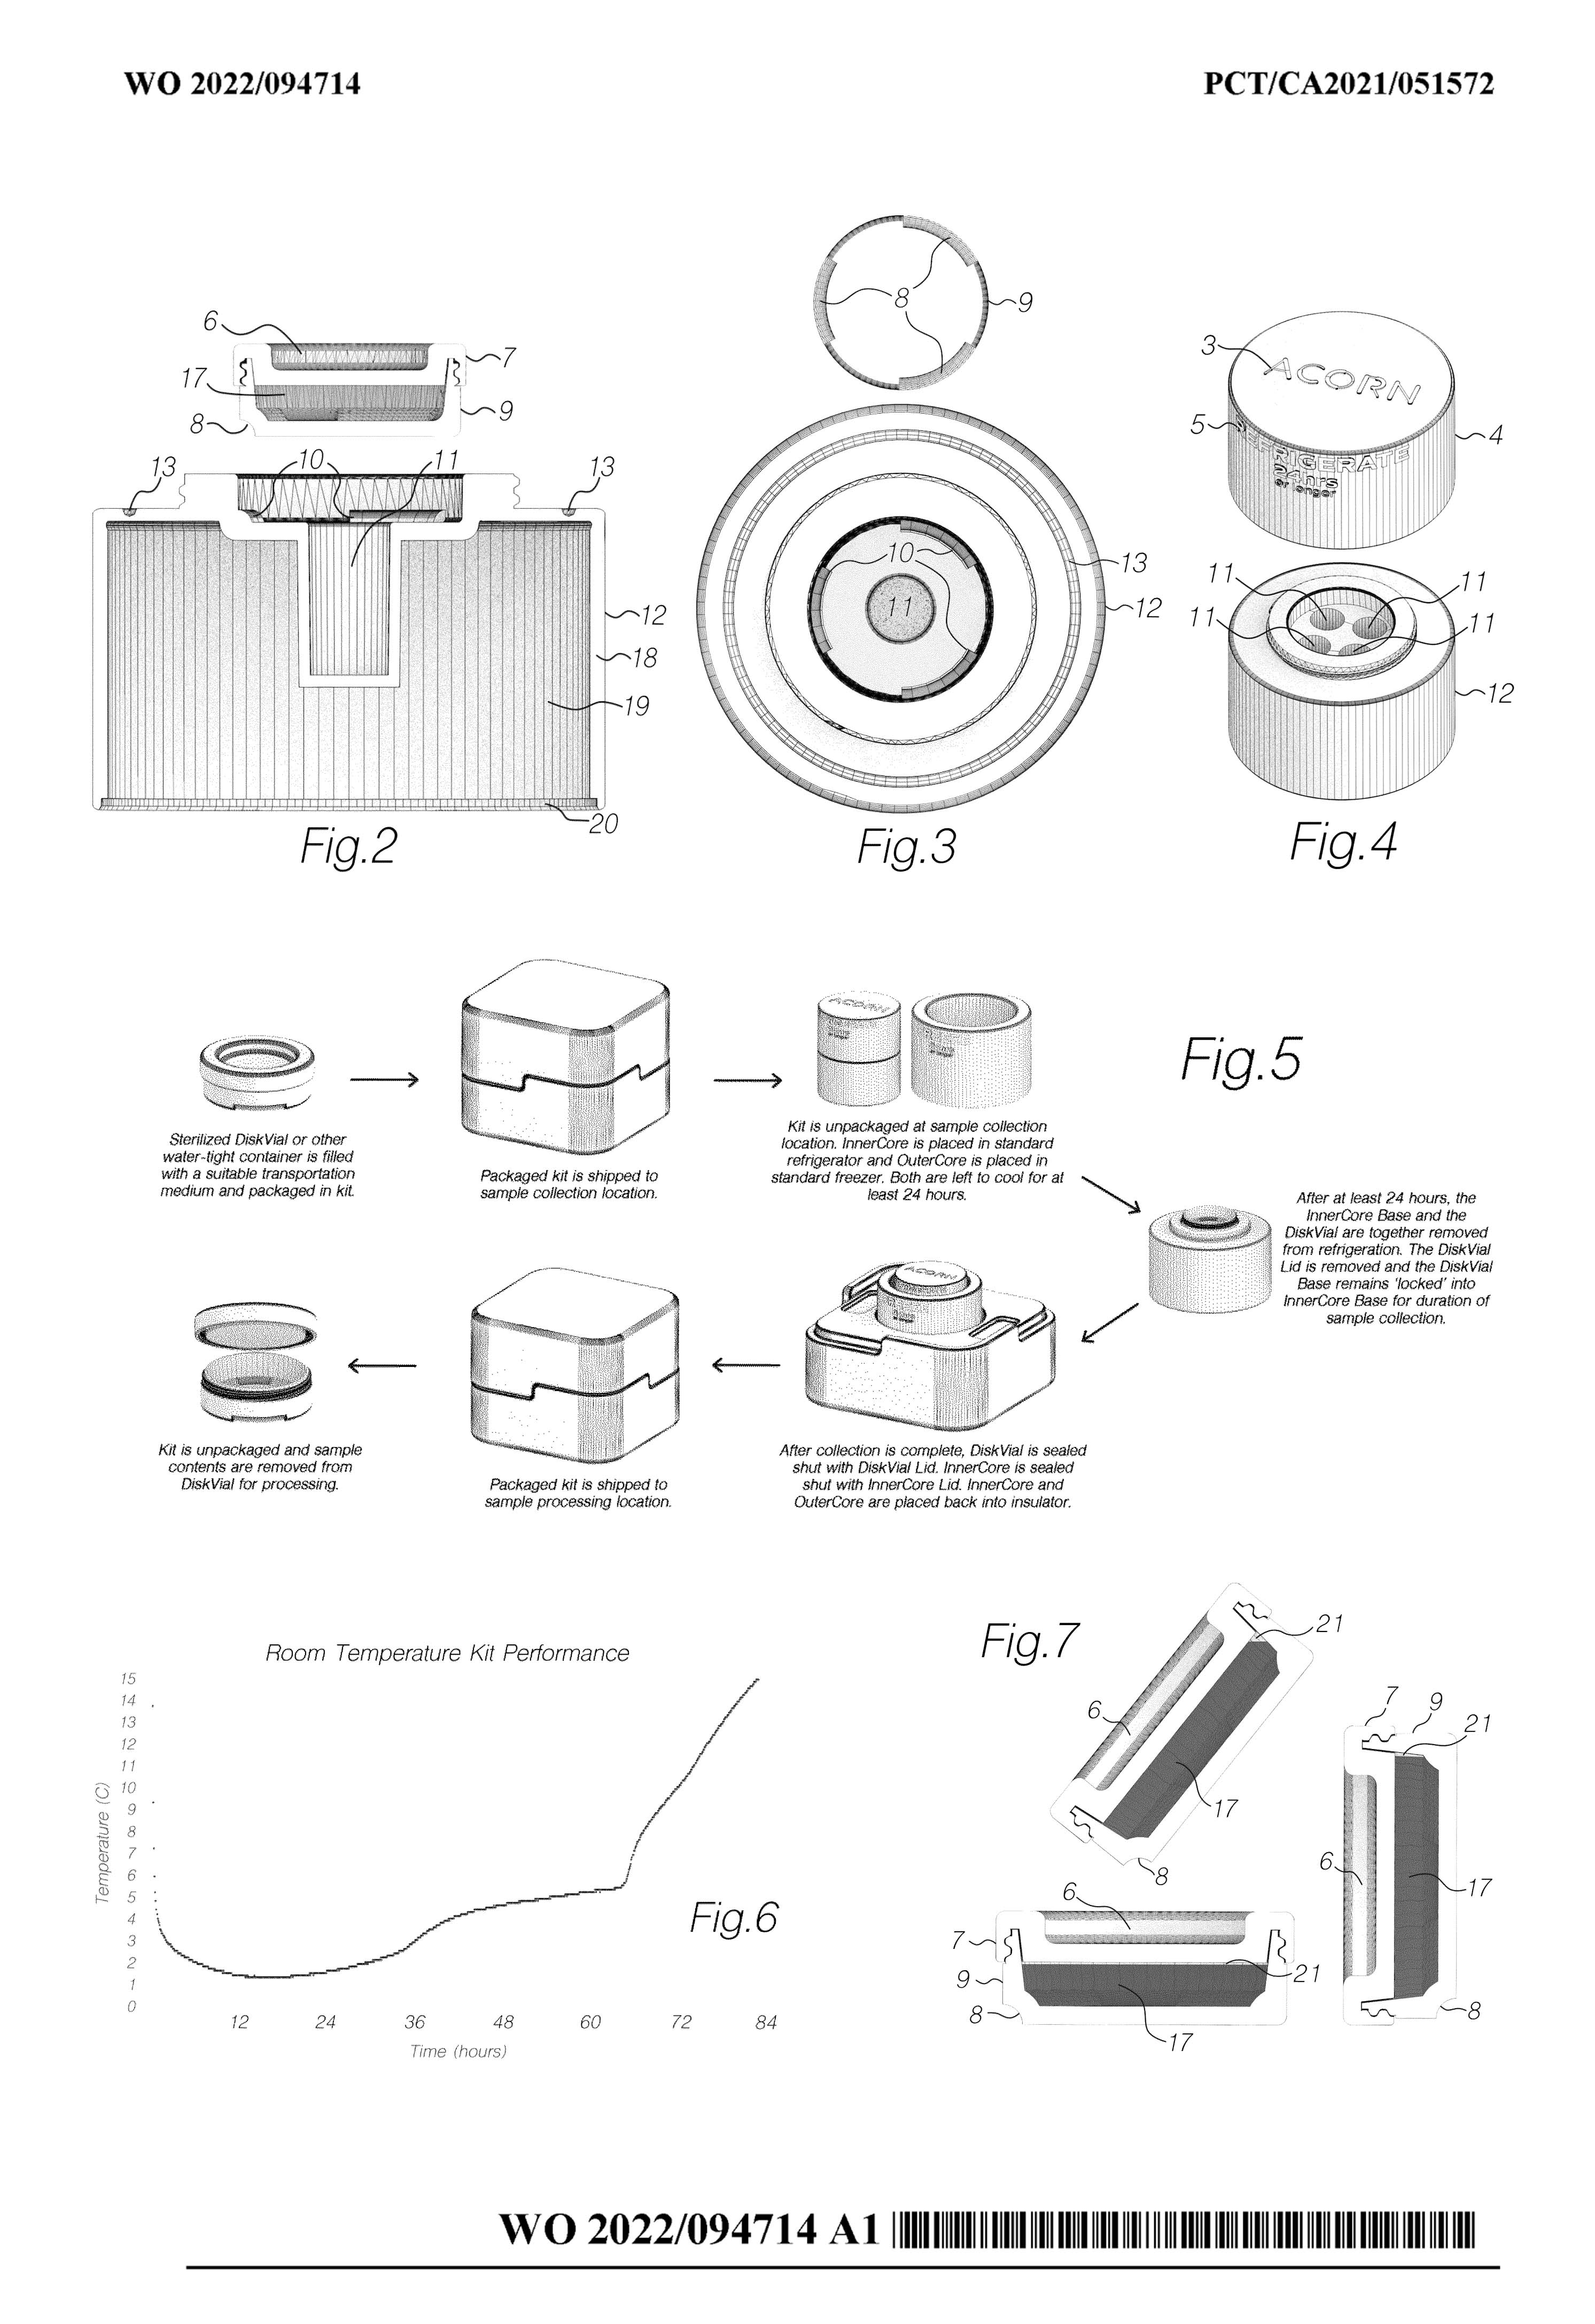 WO 2022/094714
PCT/CA2021/051572
6
7
17
9
8
13
10
11
13
12
18
19
20
Fig.2
8
9
10
11
13
12
Fig.3
3
ACORN
5
REFRIGERATE
24hrs
or longer
4
11
11
11
11
12
Fig.4
Fig.5
ACORN
or longer
or longer
Sterilized DiskVial or other
water-tight container is filled
with a suitable transportation
medium and packaged in kit.
Packaged kit is shipped to
sample collection location.
Kit is unpackaged at sample collection
location. InnerCore is placed in standard
refrigerator and OuterCore is placed in
standard freezer. Both are left to cool for at
least 24 hours.
After at least 24 hours, the
InnerCore Base and the
DiskVial are together removed
from refrigeration. The DiskVial
Lid is removed and the DiskVial
Base remains 'locked' into
InnerCore Base for duration of
sample collection.
ACORN
After collection is complete, DiskVial is sealed
shut with DiskVial Lid. InnerCore is sealed
shut with InnerCore Lid. InnerCore and
OuterCore are placed back into insulator.
Packaged kit is shipped to
sample processing location.
Kit is unpackaged and sample
contents are removed from
DiskVial for processing.
Room Temperature Kit Performance
15
14
13
12
11
10
9
8
7
6
5
4
3
2
1
0
Temperature (C)
12 24 36 48 60 72 84
Time (hours)
Fig.6
Fig.7
21
6
17
8
7
9
21
6
17
8
6
7
9
21
8
17
WO 2022/094714 A1